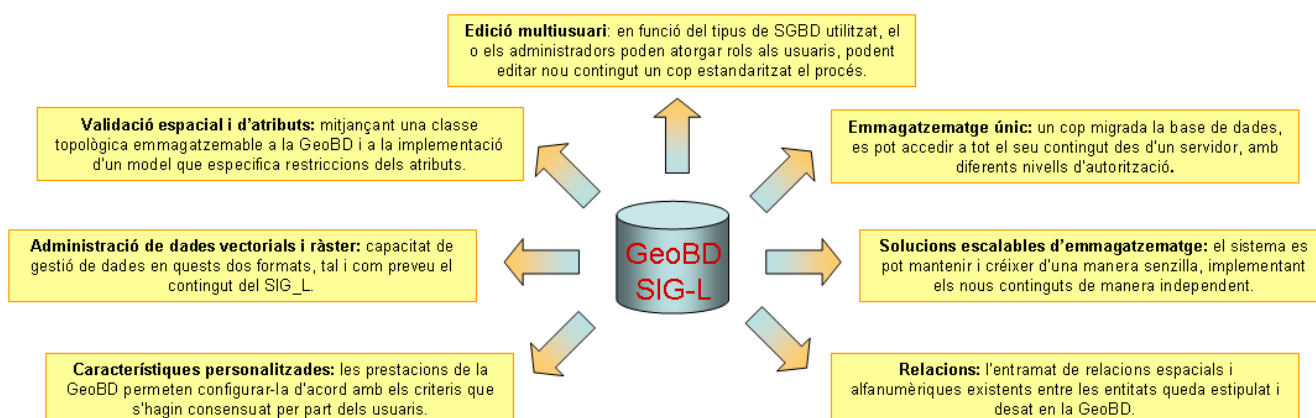 Edició multiusuari: en funció del tipus de SGBD utilitzat, el
o els administradors poden atorgar rols als usuaris, podent
editar nou contingut un cop estandaritzat el procés.
Validació espacial i d'atributs: mitjançant una classe
topològica emmagatzemable a la GeoBD i a la implementació
d'un model que especifica restriccions dels atributs.
Emmagatzematge únic: un cop migrada la base de dades,
es pot accedir a tot el seu contingut des d'un servidor, amb
diferents nivells d'autorització.
Administració de dades vectorials i ràster: capacitat de
gestió de dades en quests dos formats, tal i com preveu el
contingut del SIG_L.
GeoBD
SIG-L
Solucions escalables d'emmagatzematge: el sistema es
pot mantenir i créixer d'una manera senzilla, implementant
els nous continguts de manera independent.
Característiques personalitzades: les prestacions de la
GeoBD permeten configurar-la d'acord amb els criteris que
s'hagin consensuat per part dels usuaris.
Relacions: l'entramat de relacions espacials i
alfanumèriques existents entre les entitats queda estipulat i
desat en la GeoBD.